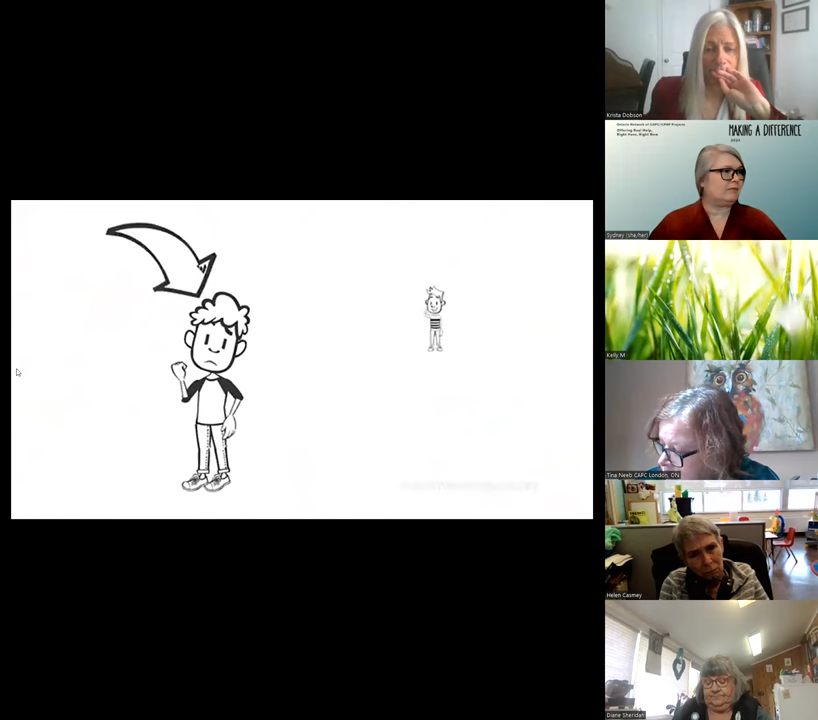 Krista Dobson
Ontario Network of CAPC/CPNP Projects
Offering Real Help,
Right Here, Right Now
MAKING A DIFFERENCE
2024
Sydney (she/her)
Kelly M
Tina Neeb CAPC London, ON
Helen Casmey
Diane Sheridan